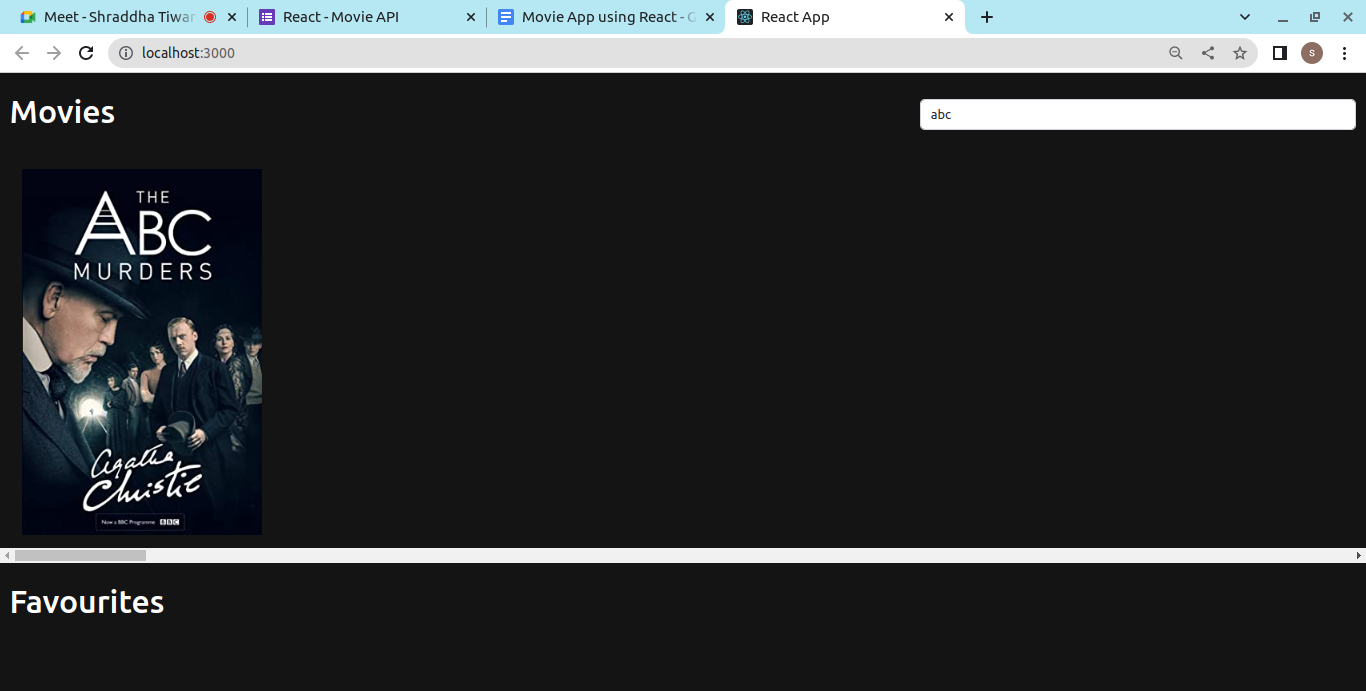 Meet - Shraddha Tiwar
React - Movie API
Movie App using React - G
React App
localhost:3000
S
Movies
abc
THE
ABC
MURDERS
Agatha
Christie
Now a BBC Programme BBC
Favourites